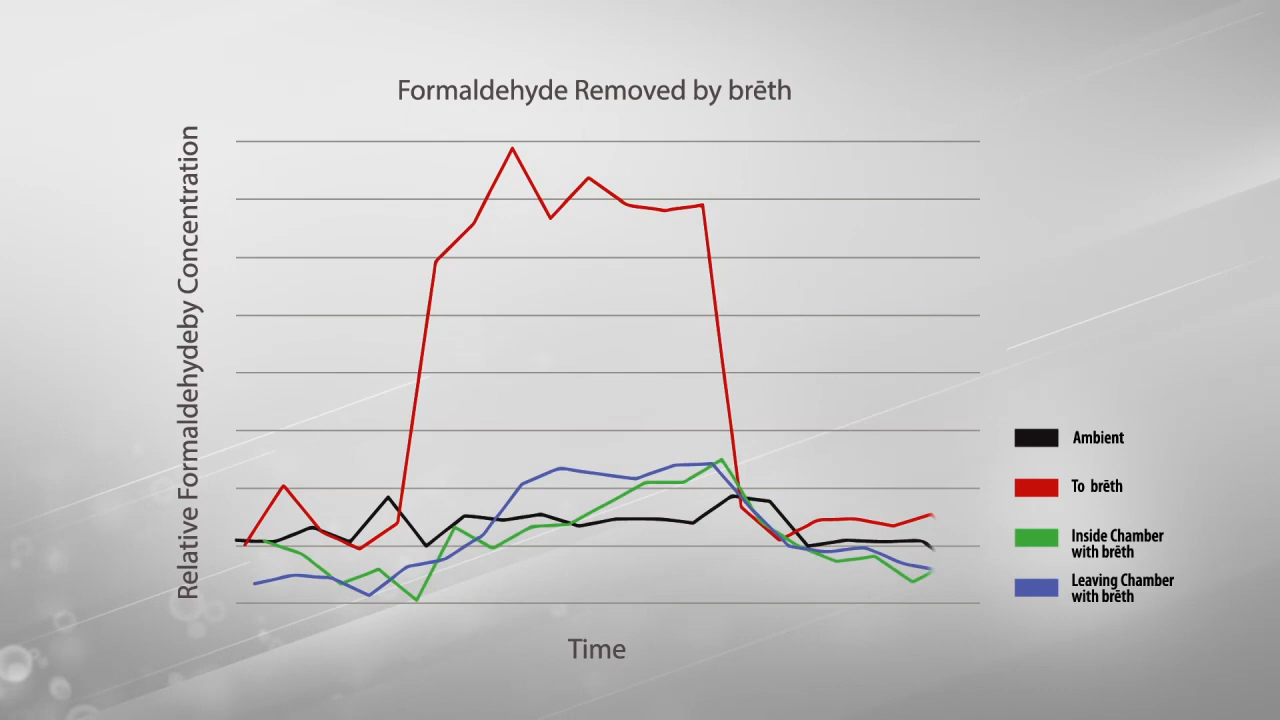 Formaldehyde Removed by brēth
Relative Formaldehydeby Concentration
Time
Ambient
To brēth
Inside Chamber
with brēth
Leaving Chamber
with brēth